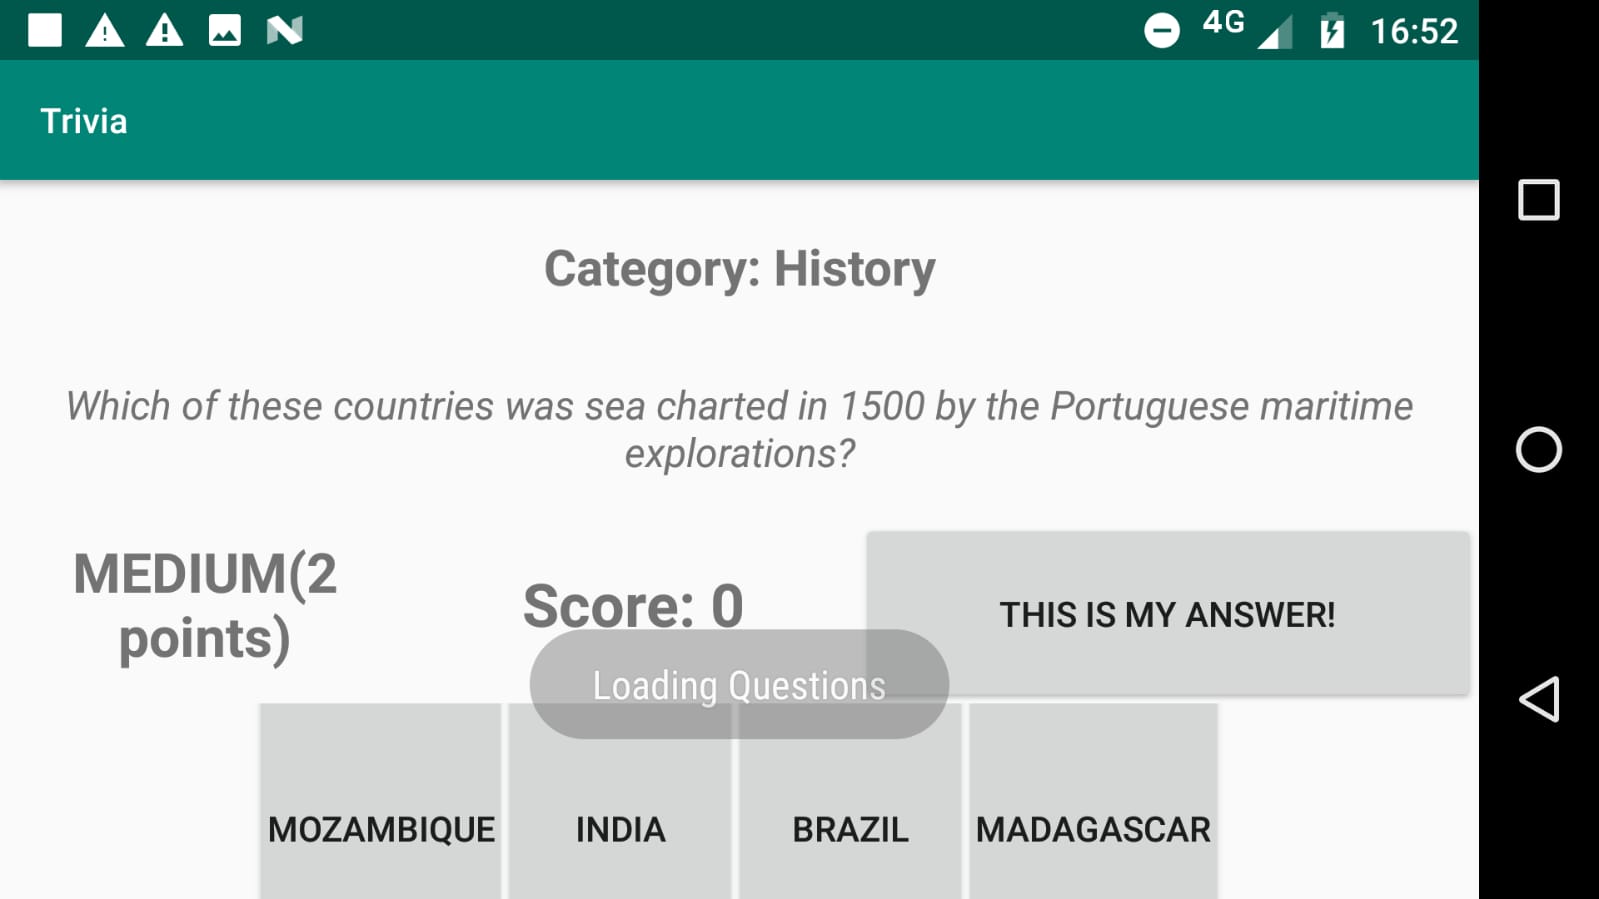 4G 16:52
Trivia
Category: History
Which of these countries was sea charted in 1500 by the Portuguese maritime
explorations?
MEDIUM(2
points)
Score: 0
THIS IS MY ANSWER!
Loading Questions
MOZAMBIQUE INDIA BRAZIL MADAGASCAR